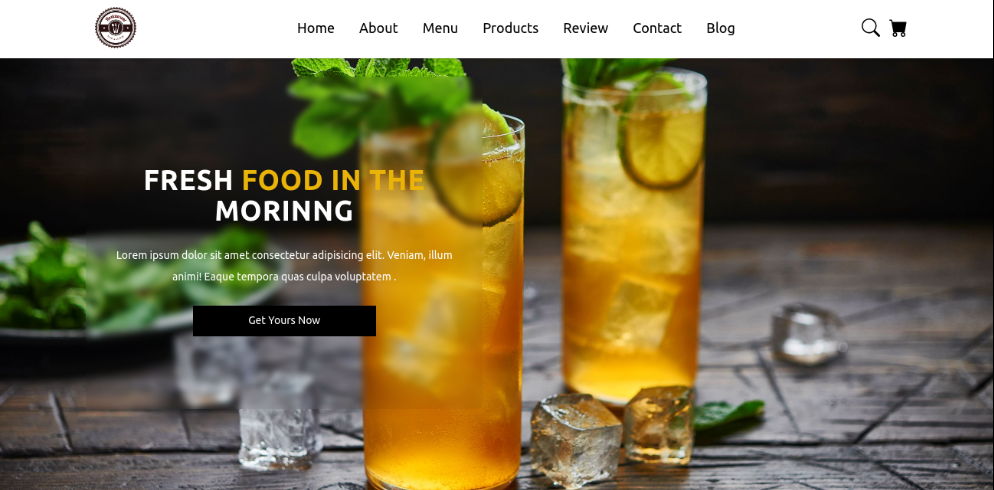 Home About Menu Products Review Contact Blog
FRESH FOOD IN THE
MORINNG
Lorem ipsum dolor sit amet consectetur adipisicing elit. Veniam, illum
animi! Eaque tempora quas culpa voluptatem .
Get Yours Now